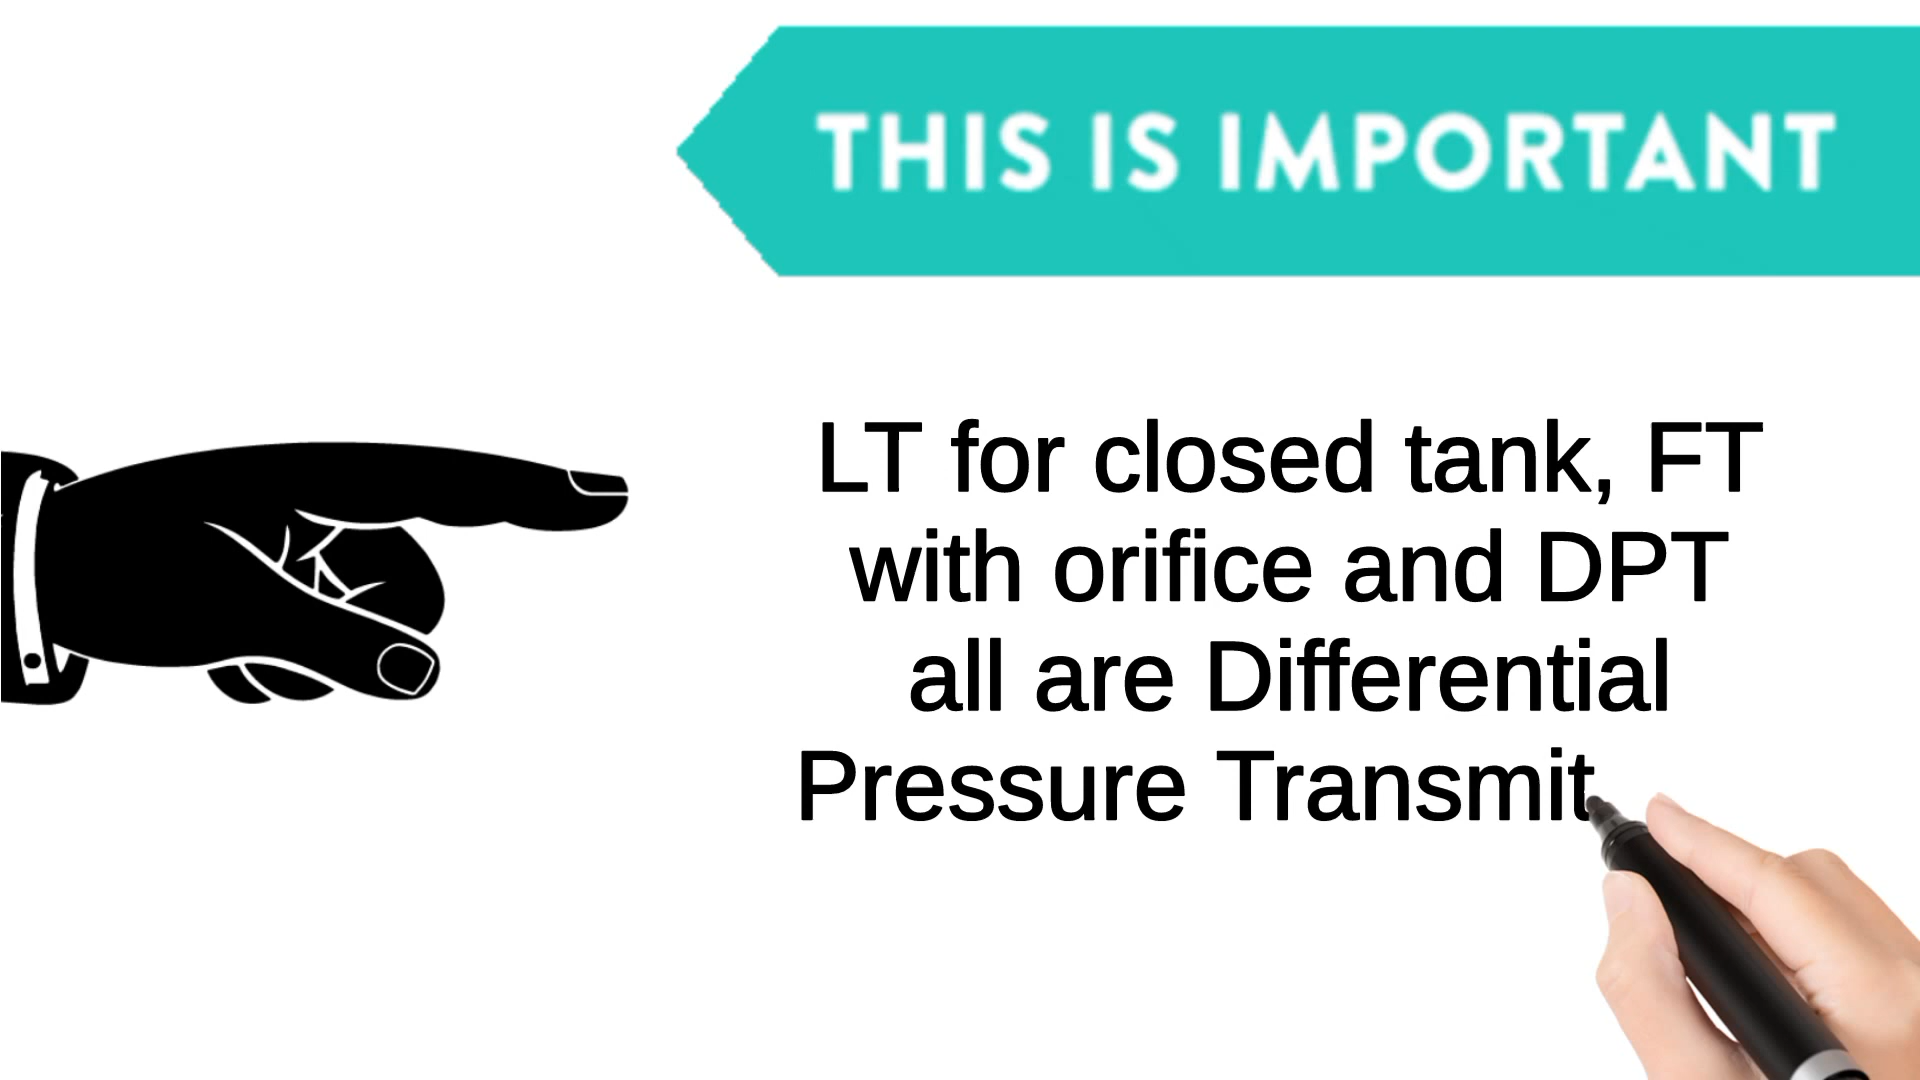 THIS IS IMPORTANT
LT for closed tank, FT
with orifice and DPT
all are Differential
Pressure Transmit